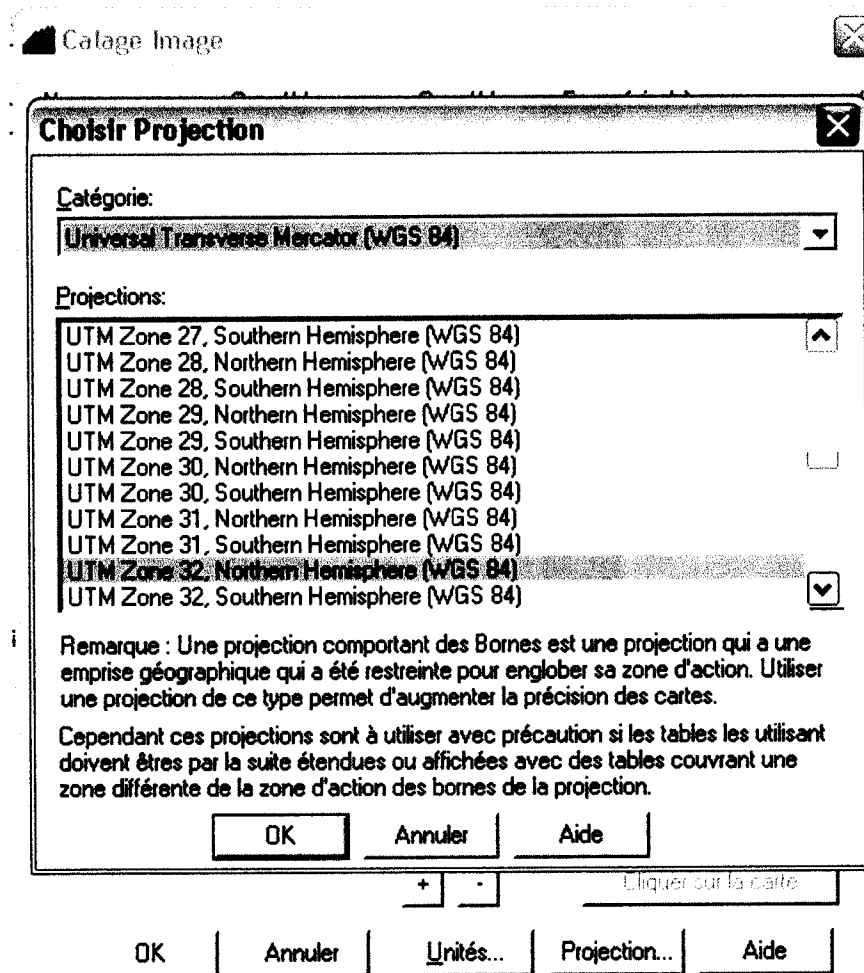 Calage Image
Choisir Projection
Catégorie:
Universal Transverse Mercator (WGS 84)
Projections:
UTM Zone 27, Southern Hemisphere (WGS 84)
UTM Zone 28, Northern Hemisphere (WGS 84)
UTM Zone 28, Southern Hemisphere (WGS 84)
UTM Zone 29, Northern Hemisphere (WGS 84)
UTM Zone 29, Southern Hemisphere (WGS 84)
UTM Zone 30, Northern Hemisphere (WGS 84)
UTM Zone 30, Southern Hemisphere (WGS 84)
UTM Zone 31, Northern Hemisphere (WGS 84)
UTM Zone 31, Southern Hemisphere (WGS 84)
UTM Zone 32, Northern Hemisphere (WGS 84)
UTM Zone 32, Southern Hemisphere (WGS 84)
Remarque : Une projection comportant des Bornes est une projection qui a une
emprise géographique qui a été restreinte pour englober sa zone d'action. Utiliser
une projection de ce type permet d'augmenter la précision des cartes.
Cependant ces projections sont à utiliser avec précaution si les tables les utilisant
doivent êtres par la suite étendues ou affichées avec des tables couvrant une
zone différente de la zone d'action des bornes de la projection.
OK Annuler Aide
+ - Cliquer sur la carte
OK Annuler Unités... Projection... Aide